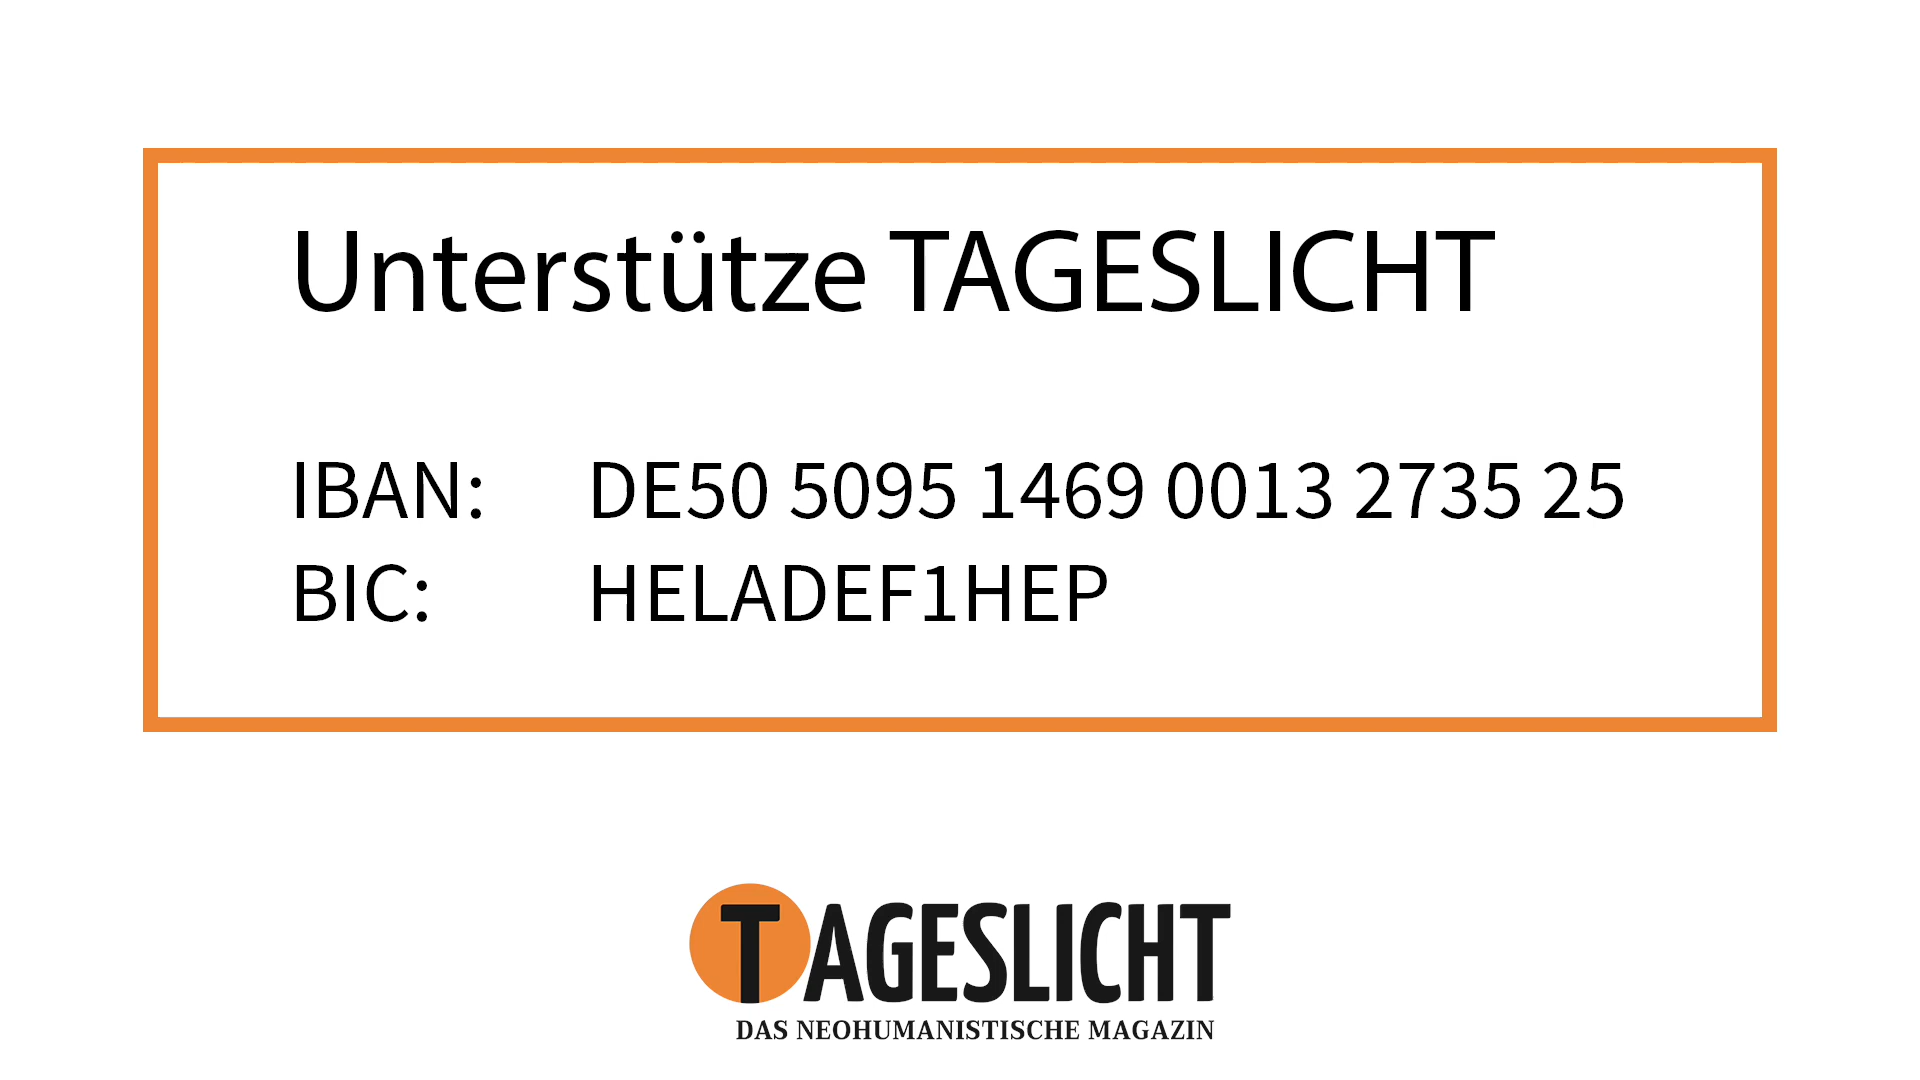 Unterstütze TAGESLICHT
IBAN: DE50 5095 1469 0013 2735 25
BIC: HELADEF1HEP
TAGESLICHT
DAS NEOHUMANISTISCHE MAGAZIN